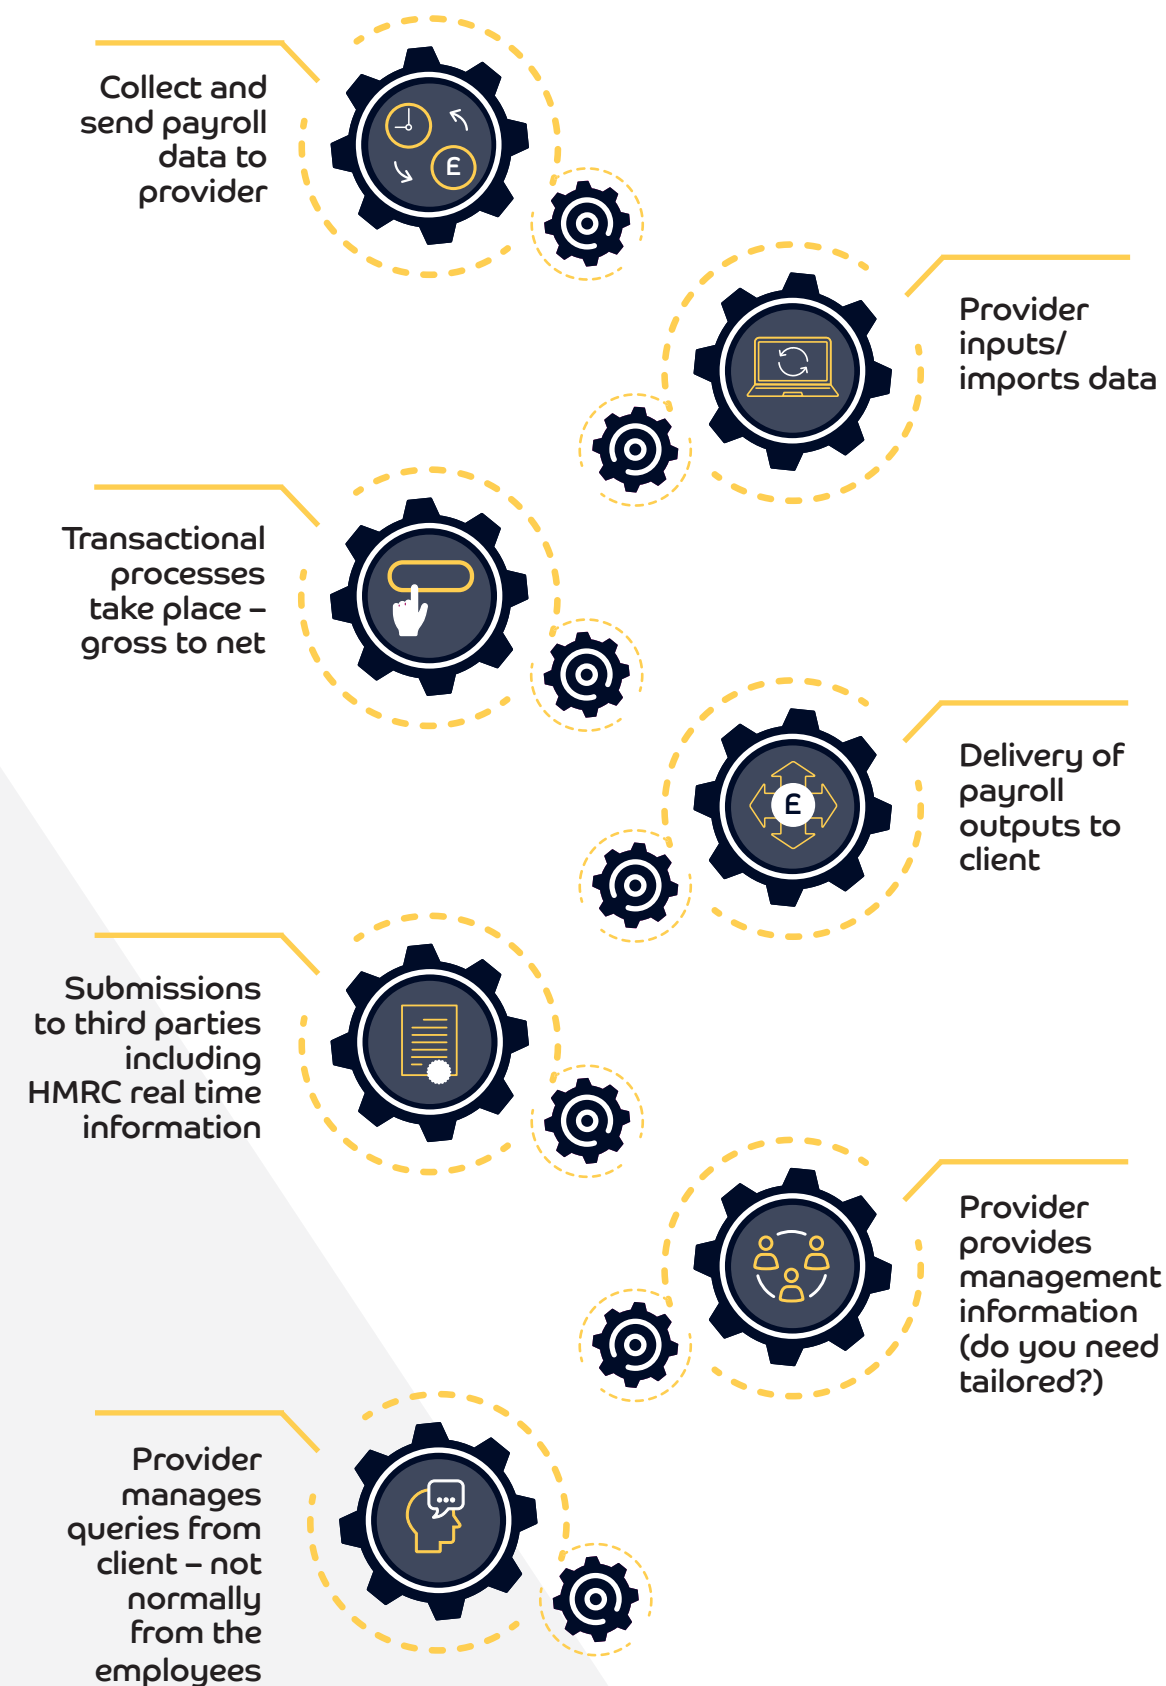 Collect and
send payroll
data to
provider
£
Provider
inputs/
imports data
Transactional
processes
take place –
gross to net
£
Delivery of
payroll
outputs to
client
Submissions
to third parties
including
HMRC real time
information
Provider
provides
management
information
(do you need
tailored?)
Provider
manages
queries from
client – not
normally
from the
employees